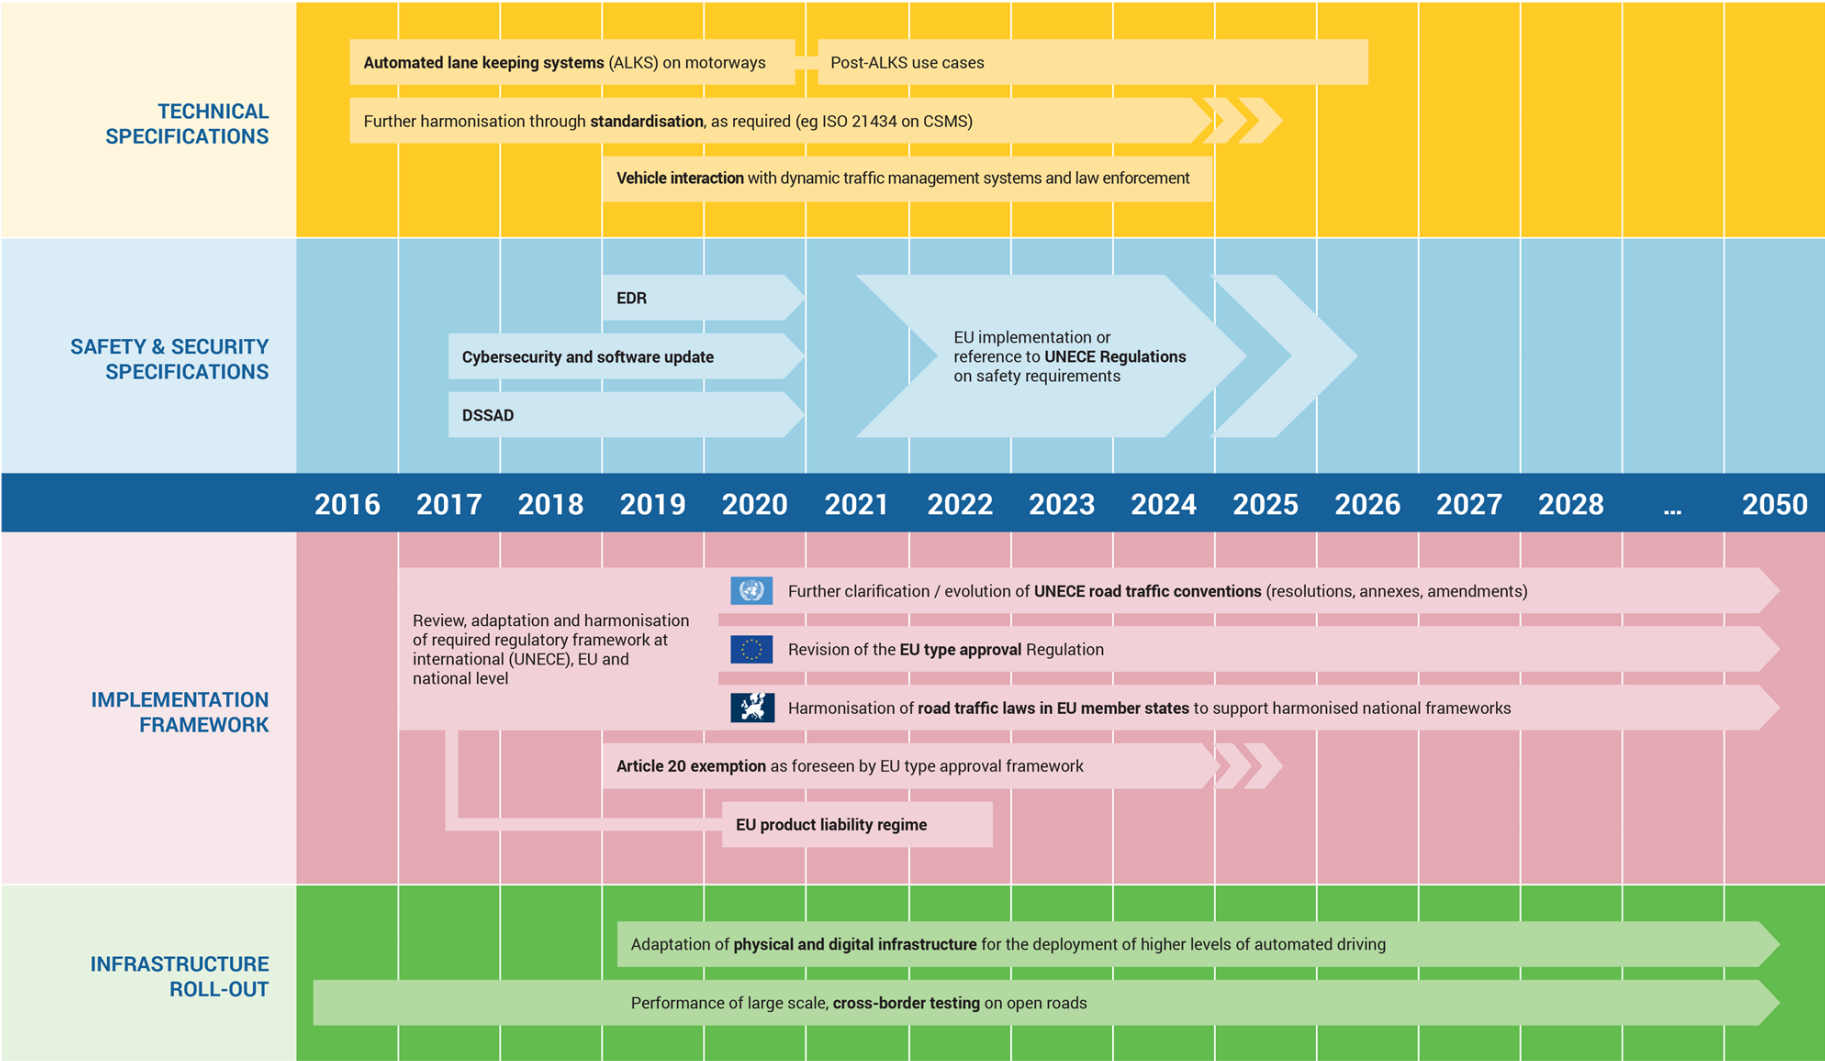 TECHNICAL
SPECIFICATIONS
Automated lane keeping systems (ALKS) on motorways
Post-ALKS use cases
Further harmonisation through standardisation, as required (eg ISO 21434 on CSMS)
Vehicle interaction with dynamic traffic management systems and law enforcement
SAFETY & SECURITY
SPECIFICATIONS
EDR
Cybersecurity and software update
DSSAD
EU implementation or
reference to UNECE Regulations
on safety requirements
2016 2017 2018 2019 2020 2021 2022 2023 2024 2025 2026 2027 2028 ... 2050
IMPLEMENTATION
FRAMEWORK
Review, adaptation and harmonisation
of required regulatory framework at
international (UNECE), EU and
national level
Further clarification / evolution of UNECE road traffic conventions (resolutions, annexes, amendments)
Revision of the EU type approval Regulation
Harmonisation of road traffic laws in EU member states to support harmonised national frameworks
Article 20 exemption as foreseen by EU type approval framework
EU product liability regime
INFRASTRUCTURE
ROLL-OUT
Adaptation of physical and digital infrastructure for the deployment of higher levels of automated driving
Performance of large scale, cross-border testing on open roads